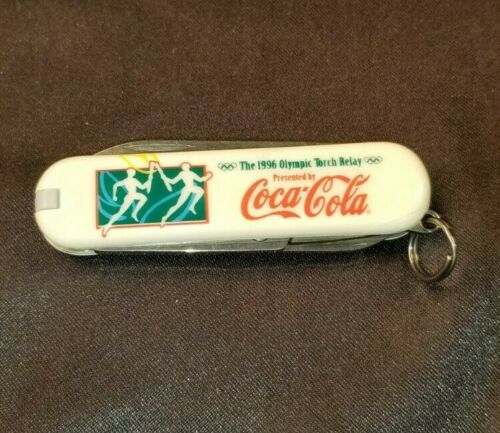 The 1996 Olympic Torch Relay
Presented by
Coca-Cola®